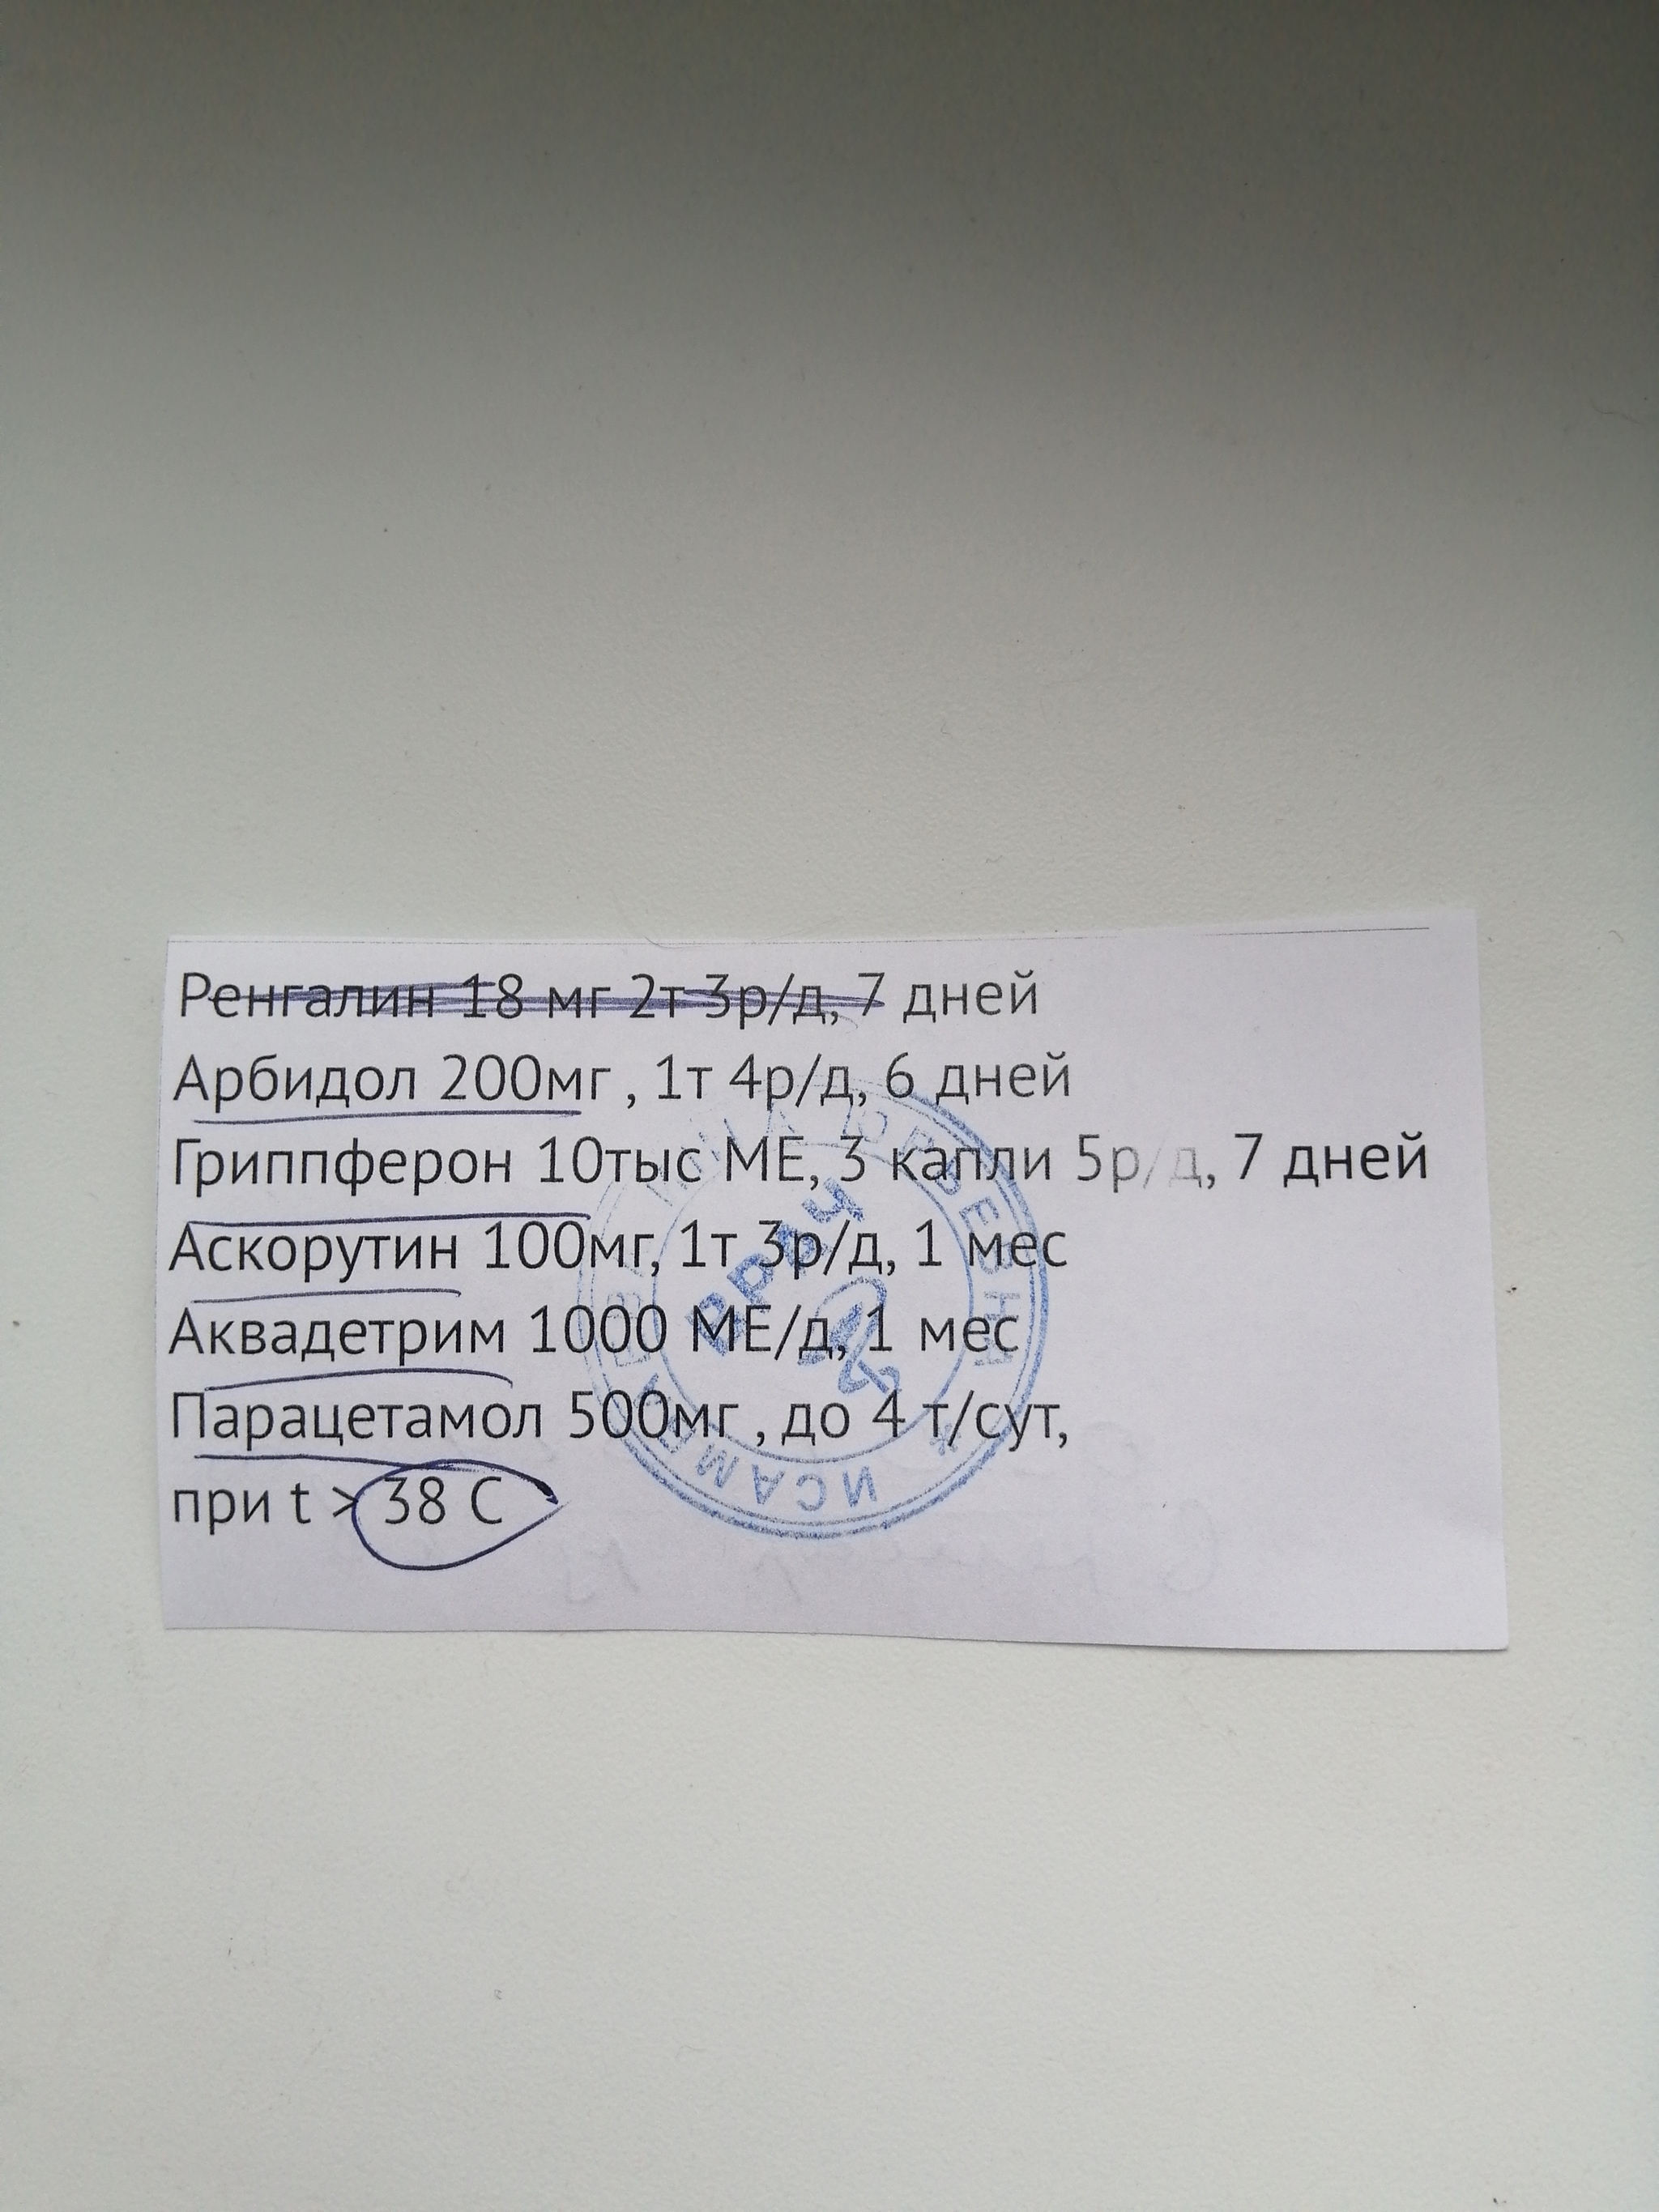 Ренгалин 18 мг 2т 3р/д, 7 дней
Арбидол 200мг , 1т 4р/д, 6 дней
Гриппферон 10тыс МЕ, 3 капли 5р/д, 7 дней
Аскорутин 100мг, 1т 3р/д, 1 мес
Аквадетрим 1000 МЕ/д, 1 мес
Парацетамол 500мг , до 4 т/сут,
при t > 38 С
Врач